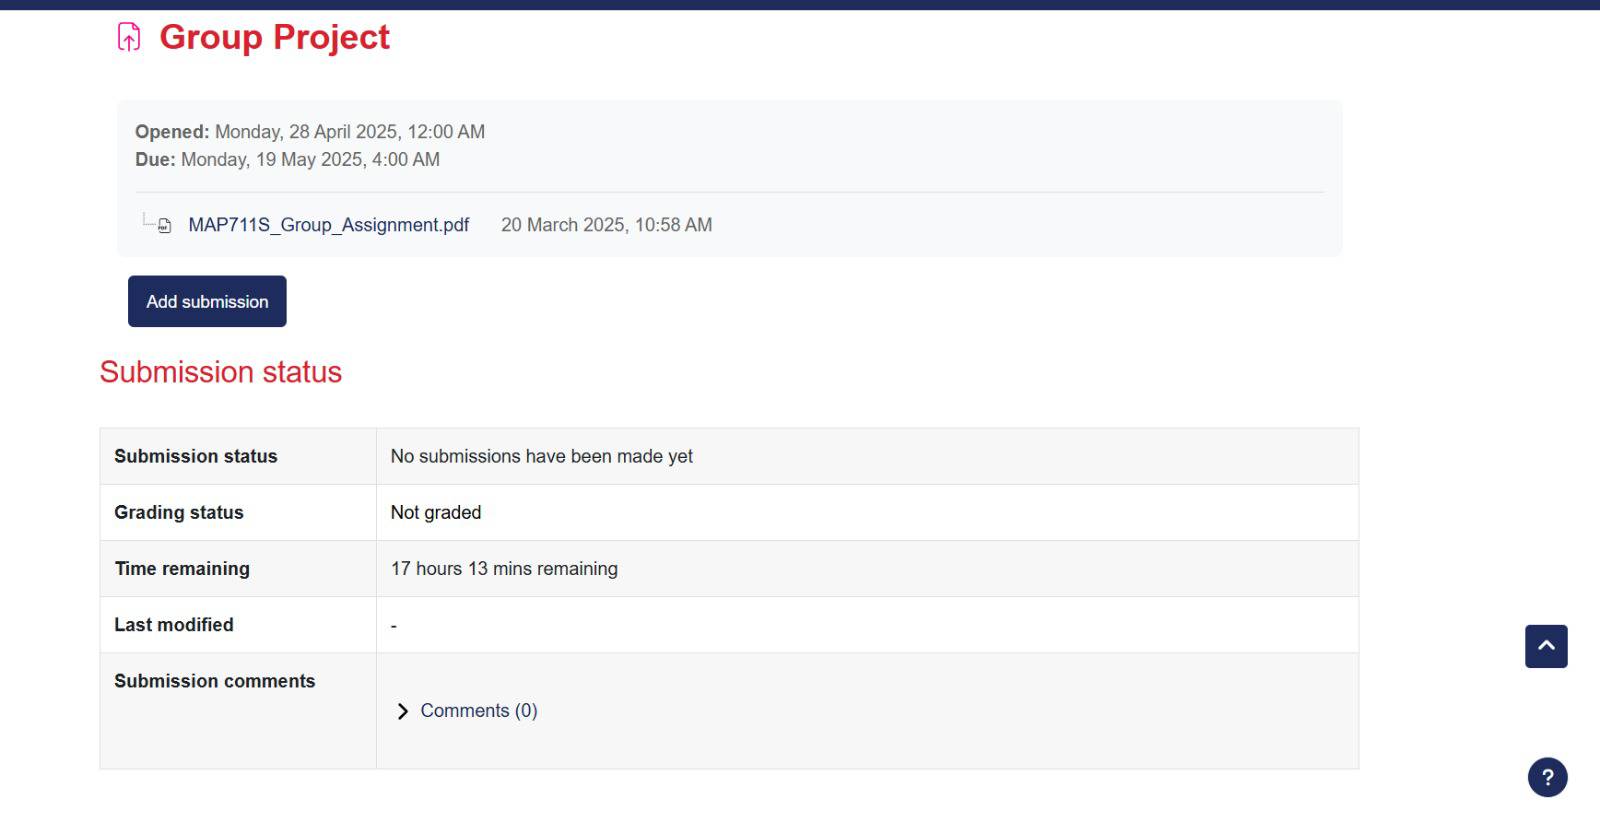 Group Project
Opened: Monday, 28 April 2025, 12:00 AM
Due: Monday, 19 May 2025, 4:00 AM
MAP711S_Group_Assignment.pdf 20 March 2025, 10:58 AM
Add submission
Submission status
Submission status No submissions have been made yet
Grading status Not graded
Time remaining 17 hours 13 mins remaining
Last modified -
Submission comments
Comments (0)
?